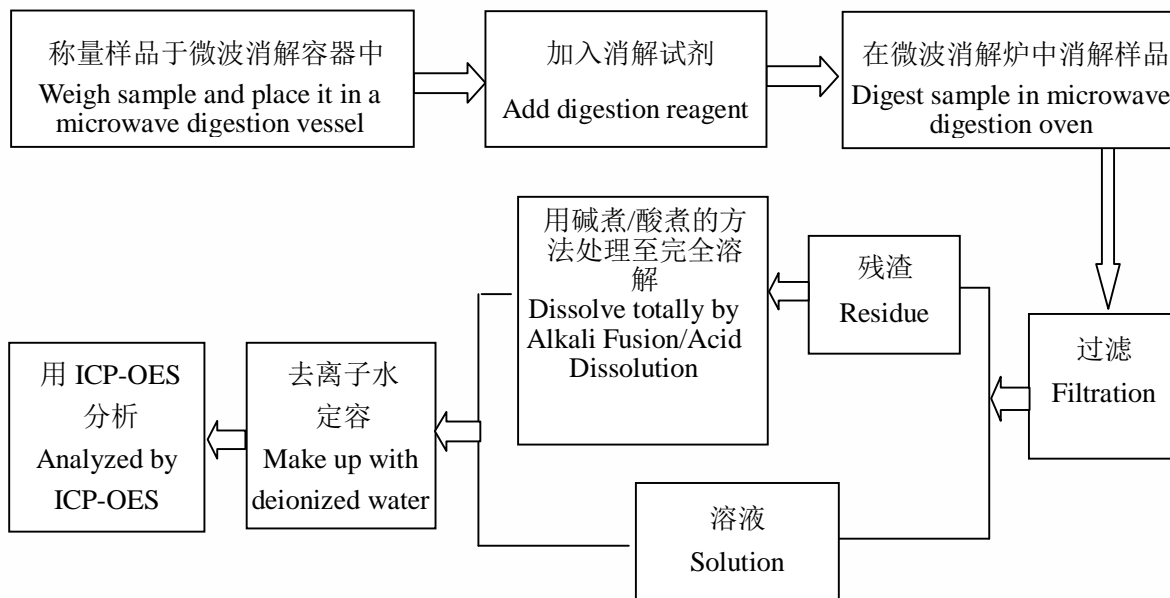 称量样品于微波消解容器中
Weigh sample and place it in a
microwave digestion vessel
加入消解试剂
Add digestion reagent
在微波消解炉中消解样品
Digest sample in microwave
digestion oven
过滤
Filtration
残渣
Residue
用碱煮/酸煮的方
法处理至完全溶
解
Dissolve totally by
Alkali Fusion/Acid
Dissolution
溶液
Solution
去离子水
定容
Make up with
deionized water
用 ICP-OES
分析
Analyzed by
ICP-OES